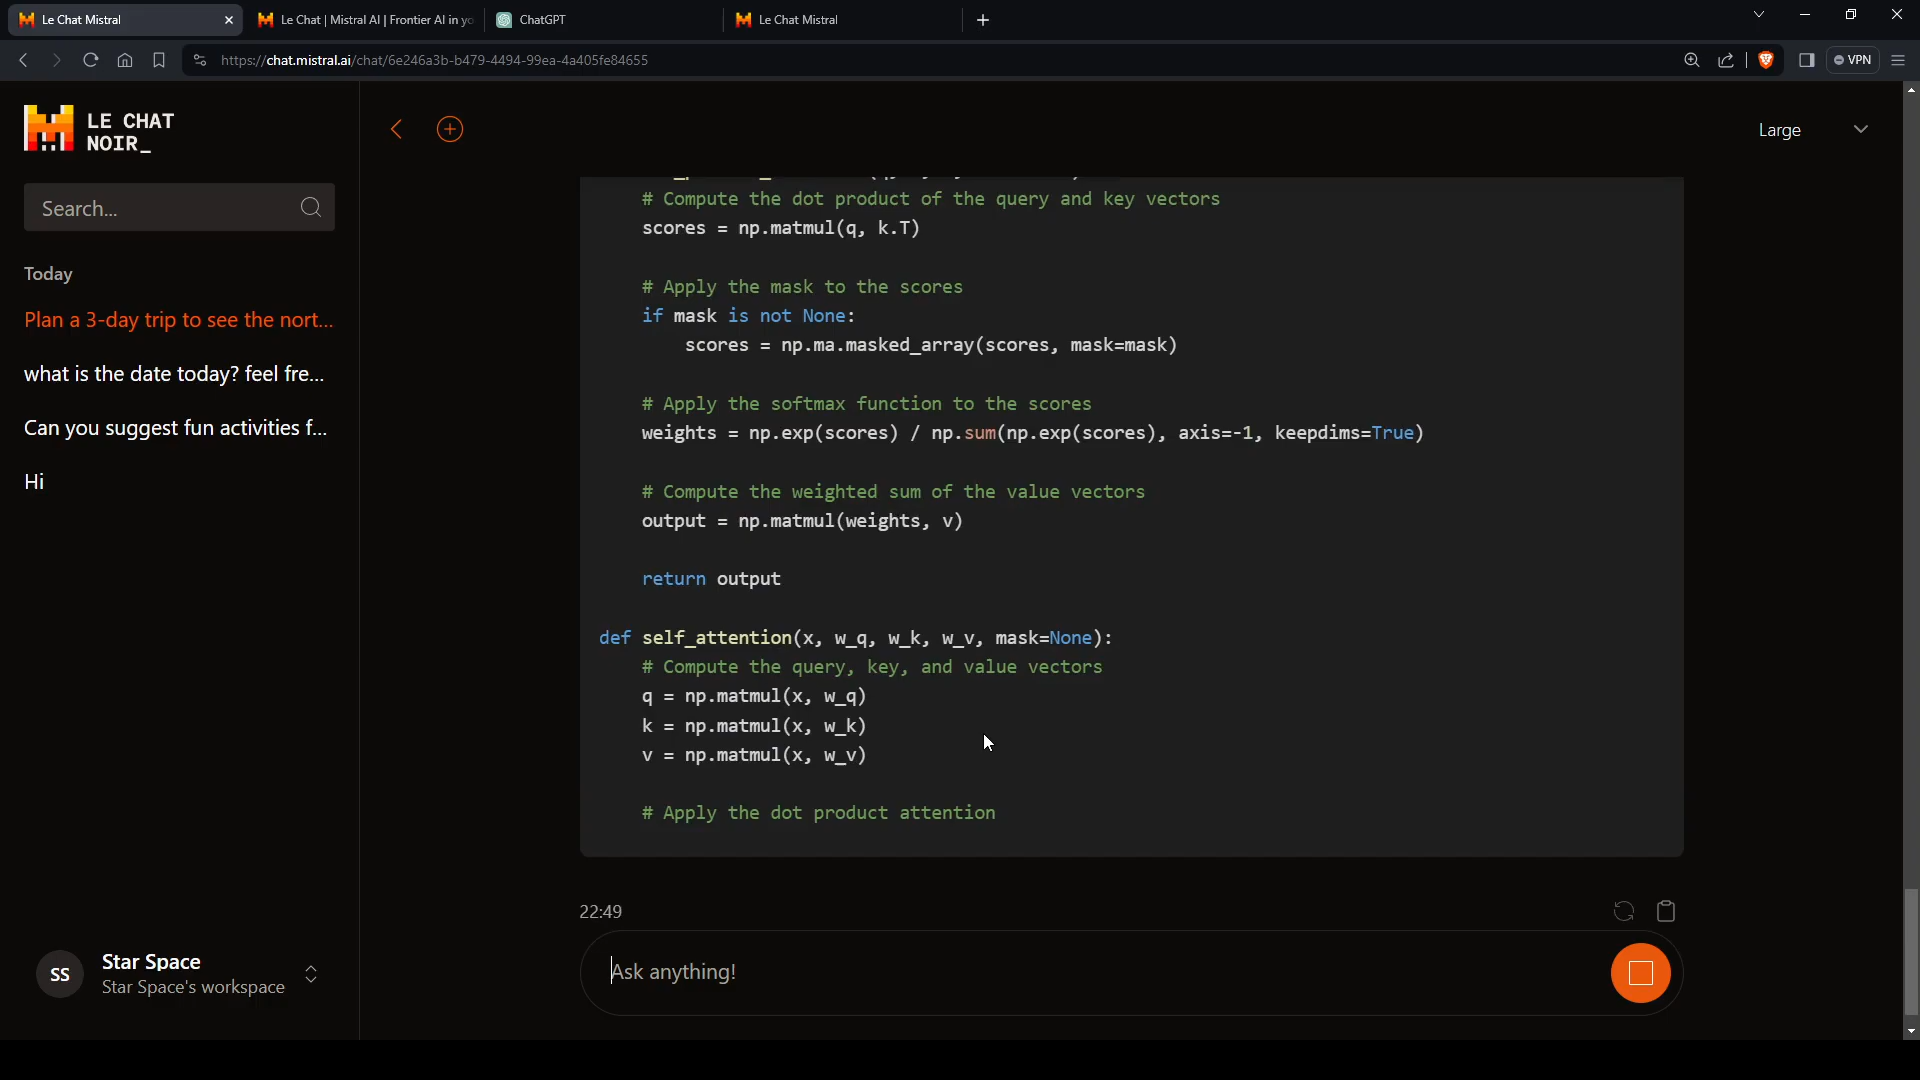 Le Chat Mistral
Le Chat | Mistral AI | Frontier AI in yo
ChatGPT
Le Chat Mistral
https://chat.mistral.ai/chat/6e246a3b-b479-4494-99ea-4a405fe84655
VPN
LE CHAT
NOIR_
Search...
Today
Plan a 3-day trip to see the nort...
what is the date today? feel fre...
Can you suggest fun activities f...
Hi
SS
Star Space
Star Space's workspace
Large
# Compute the dot product of the query and key vectors
scores = np.matmul(q, k.T)
# Apply the mask to the scores
if mask is not None:
scores = np.ma.masked_array(scores, mask=mask)
# Apply the softmax function to the scores
weights = np.exp(scores) / np.sum(np.exp(scores), axis=-1, keepdims=True)
# Compute the weighted sum of the value vectors
output = np.matmul(weights, v)
return output
def self_attention(x, w_q, w_k, w_v, mask=None):
# Compute the query, key, and value vectors
q = np.matmul(x, w_q)
k = np.matmul(x, w_k)
v = np.matmul(x, w_v)
# Apply the dot product attention
22:49
Ask anything!